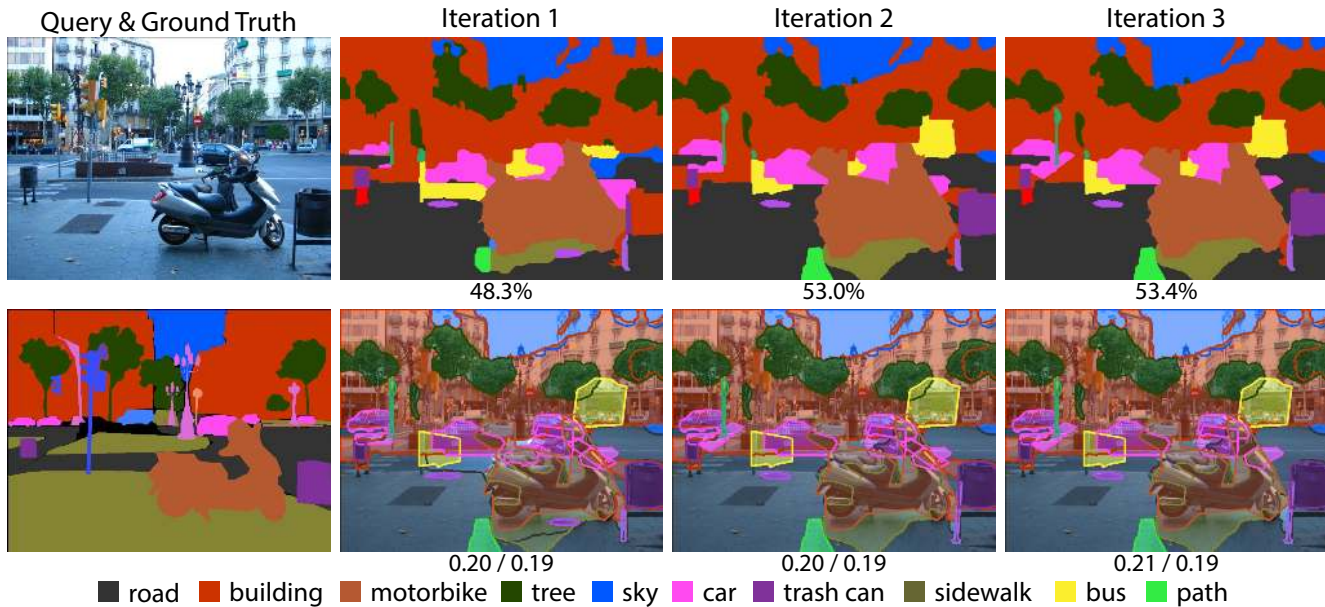 Query & Ground Truth Iteration 1 Iteration 2 Iteration 3
48.3% 53.0% 53.4%
0.20 / 0.19 0.20 / 0.19 0.21 / 0.19
road building motorbike tree sky car trash can sidewalk bus path